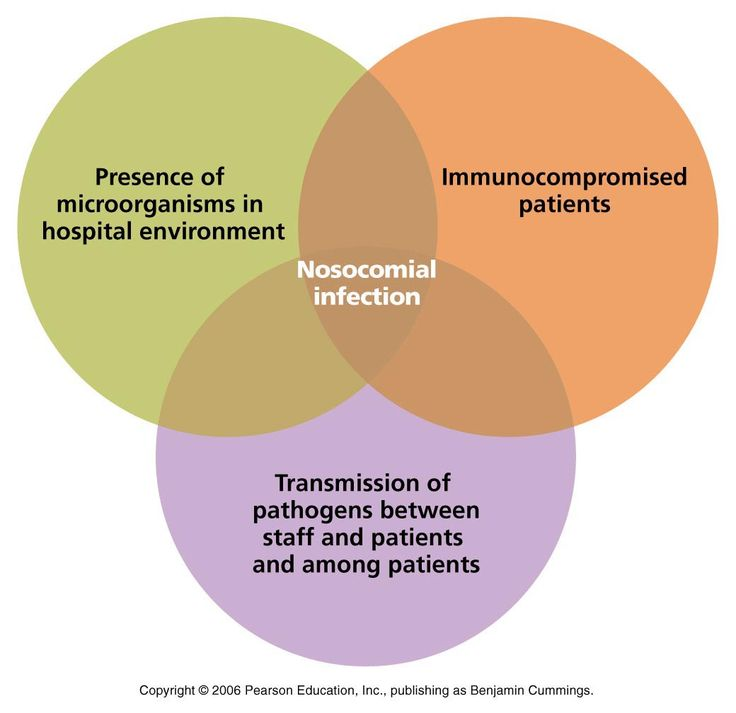 Presence of
microorganisms in
hospital environment
Immunocompromised
patients
Nosocomial
infection
Transmission of
pathogens between
staff and patients
and among patients
Copyright © 2006 Pearson Education, Inc., publishing as Benjamin Cummings.